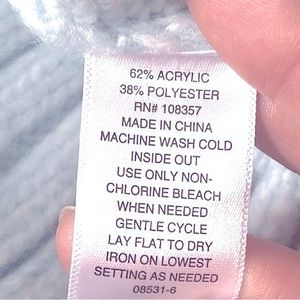 62% ACRYLIC
38% POLYESTER
RN# 108357
MADE IN CHINA
MACHINE WASH COLD
INSIDE OUT
USE ONLY NON-
CHLORINE BLEACH
WHEN NEEDED
GENTLE CYCLE
LAY FLAT TO DRY
IRON ON LOWEST
SETTING AS NEEDED
08531-6